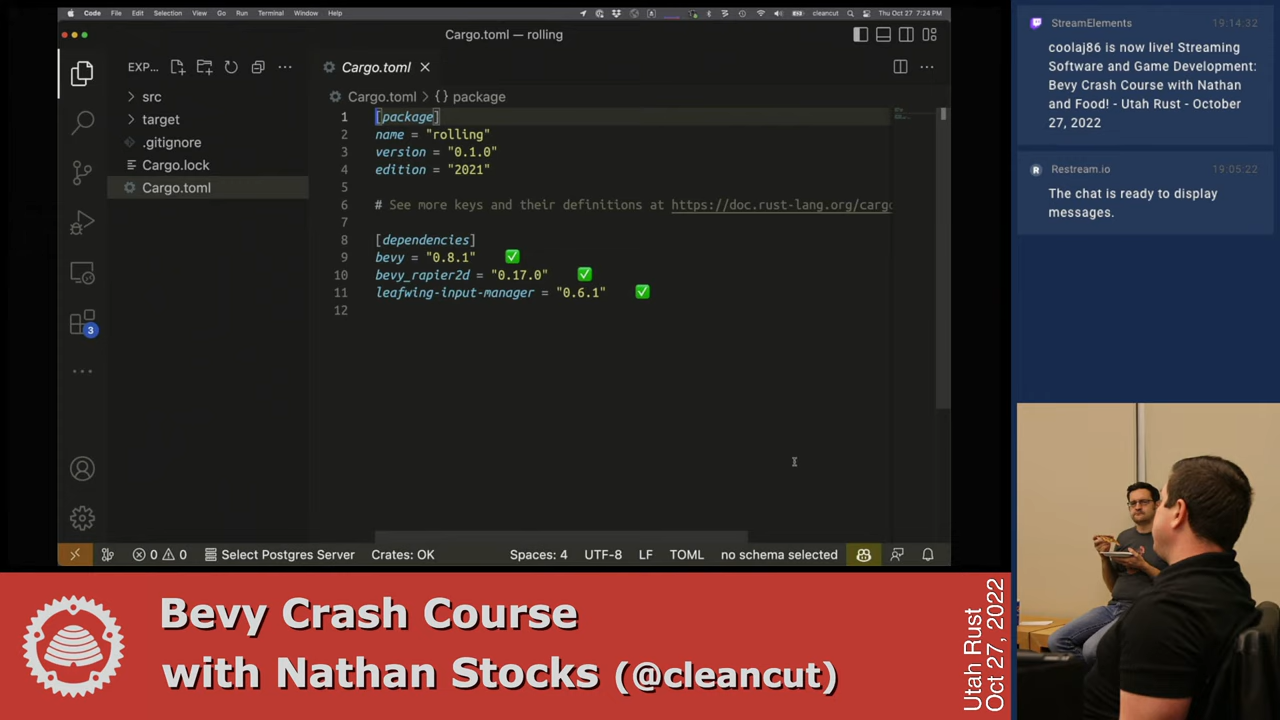 Code File Edit Selection View Go Run Terminal Window Help cleancut Thu Oct 27 7:24 PM
Cargo.toml — rolling
EXP...
Cargo.toml
src
target
.gitignore
Cargo.lock
Cargo.toml
Cargo.toml > {} package
1 [package]
2 name = "rolling"
3 version = "0.1.0"
4 edition = "2021"
5
6 # See more keys and their definitions at https://doc.rust-lang.org/cargo
7
8 [dependencies]
9 bevy = "0.8.1" ✅
10 bevy_rapier2d = "0.17.0" ✅
11 leafwing-input-manager = "0.6.1" ✅
12
3
0 0 Select Postgres Server Crates: OK Spaces: 4 UTF-8 LF TOML no schema selected
StreamElements 19:14:32
coolaj86 is now live! Streaming
Software and Game Development:
Bevy Crash Course with Nathan
and Food! - Utah Rust - October
27, 2022
Restream.io 19:05:22
The chat is ready to display
messages.
Bevy Crash Course
with Nathan Stocks (@cleancut)
Utah Rust
Oct 27, 2022